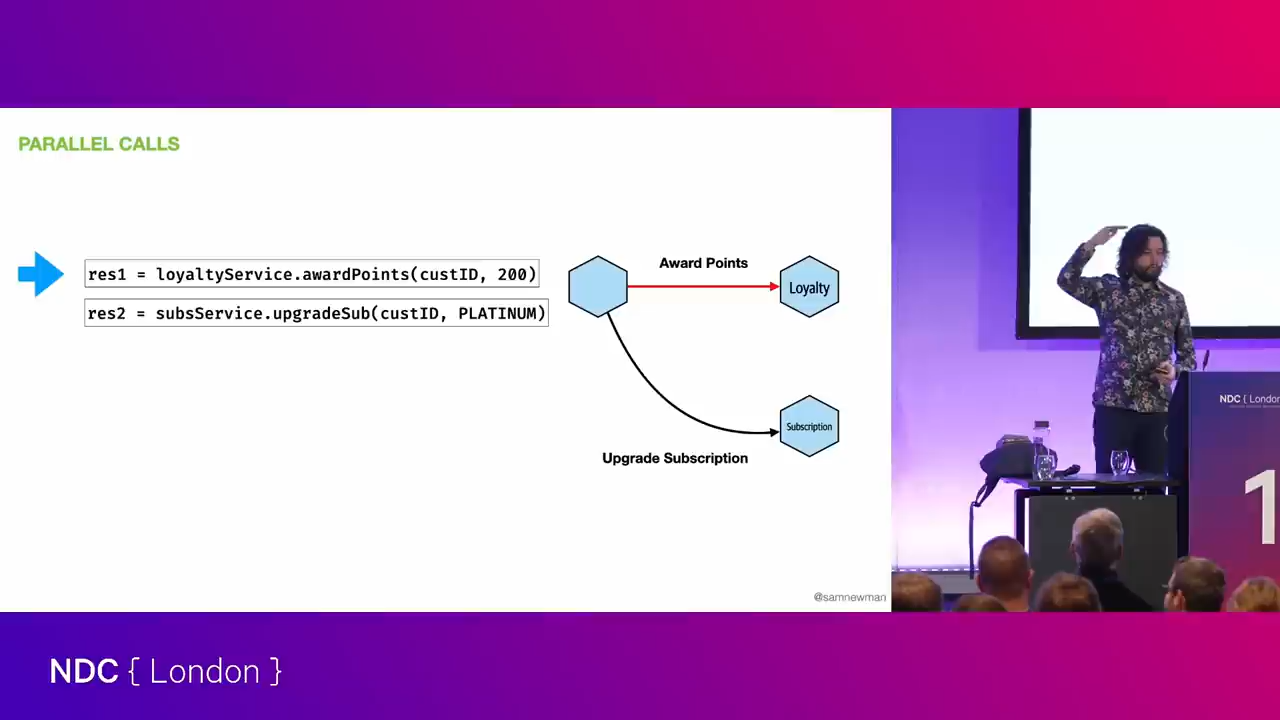 PARALLEL CALLS
res1 = loyaltyService.awardPoints(custID, 200)
res2 = subsService.upgradeSub(custID, PLATINUM)
Award Points
Loyalty
Subscription
Upgrade Subscription
@samnewman
NDC { London
1
NDC { London }